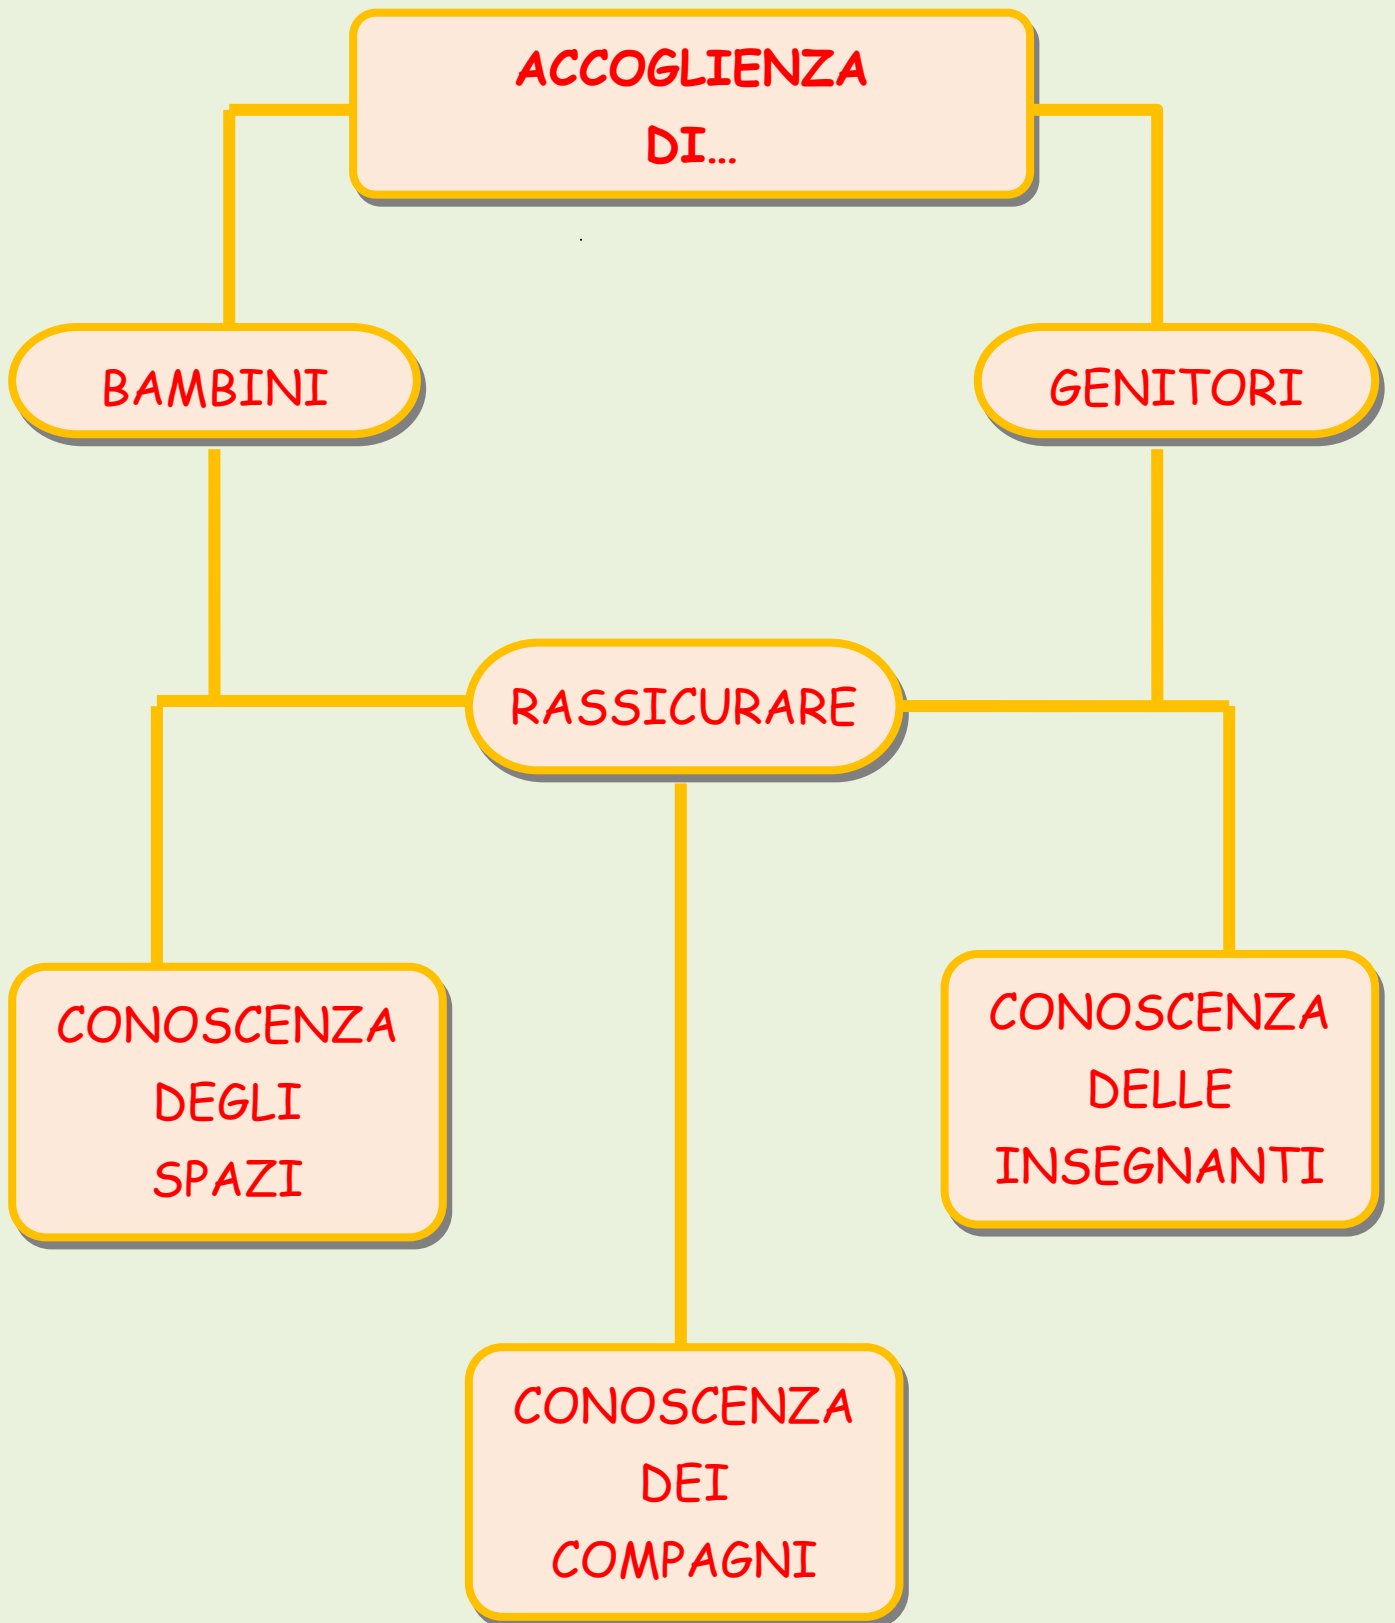 ACCOGLIENZA
DI...
BAMBINI
GENITORI
RASSICURARE
CONOSCENZA
DEGLI
SPAZI
CONOSCENZA
DELLE
INSEGNANTI
CONOSCENZA
DEI
COMPAGNI